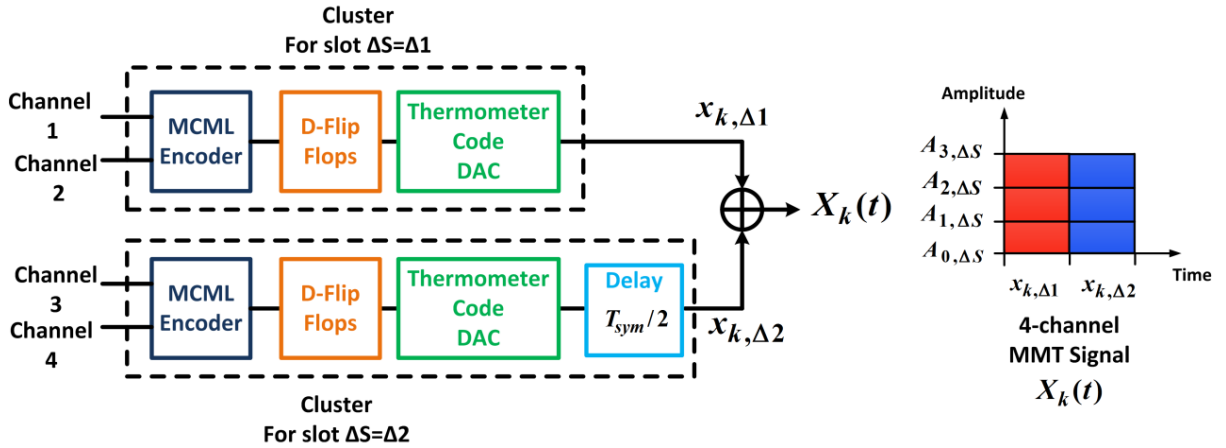 Cluster
For slot ΔS=Δ1
Channel
1
Channel
2
MCML
Encoder
D-Flip
Flops
Thermometer
Code
DAC
x_{k,Δ1}
Channel
3
Channel
4
MCML
Encoder
D-Flip
Flops
Thermometer
Code
DAC
Delay
T_{sym}/2
x_{k,Δ2}
Cluster
For slot ΔS=Δ2
X_k(t)
Amplitude
A_{3,ΔS}
A_{2,ΔS}
A_{1,ΔS}
A_{0,ΔS}
Time
x_{k,Δ1} x_{k,Δ2}
4-channel
MMT Signal
X_k(t)